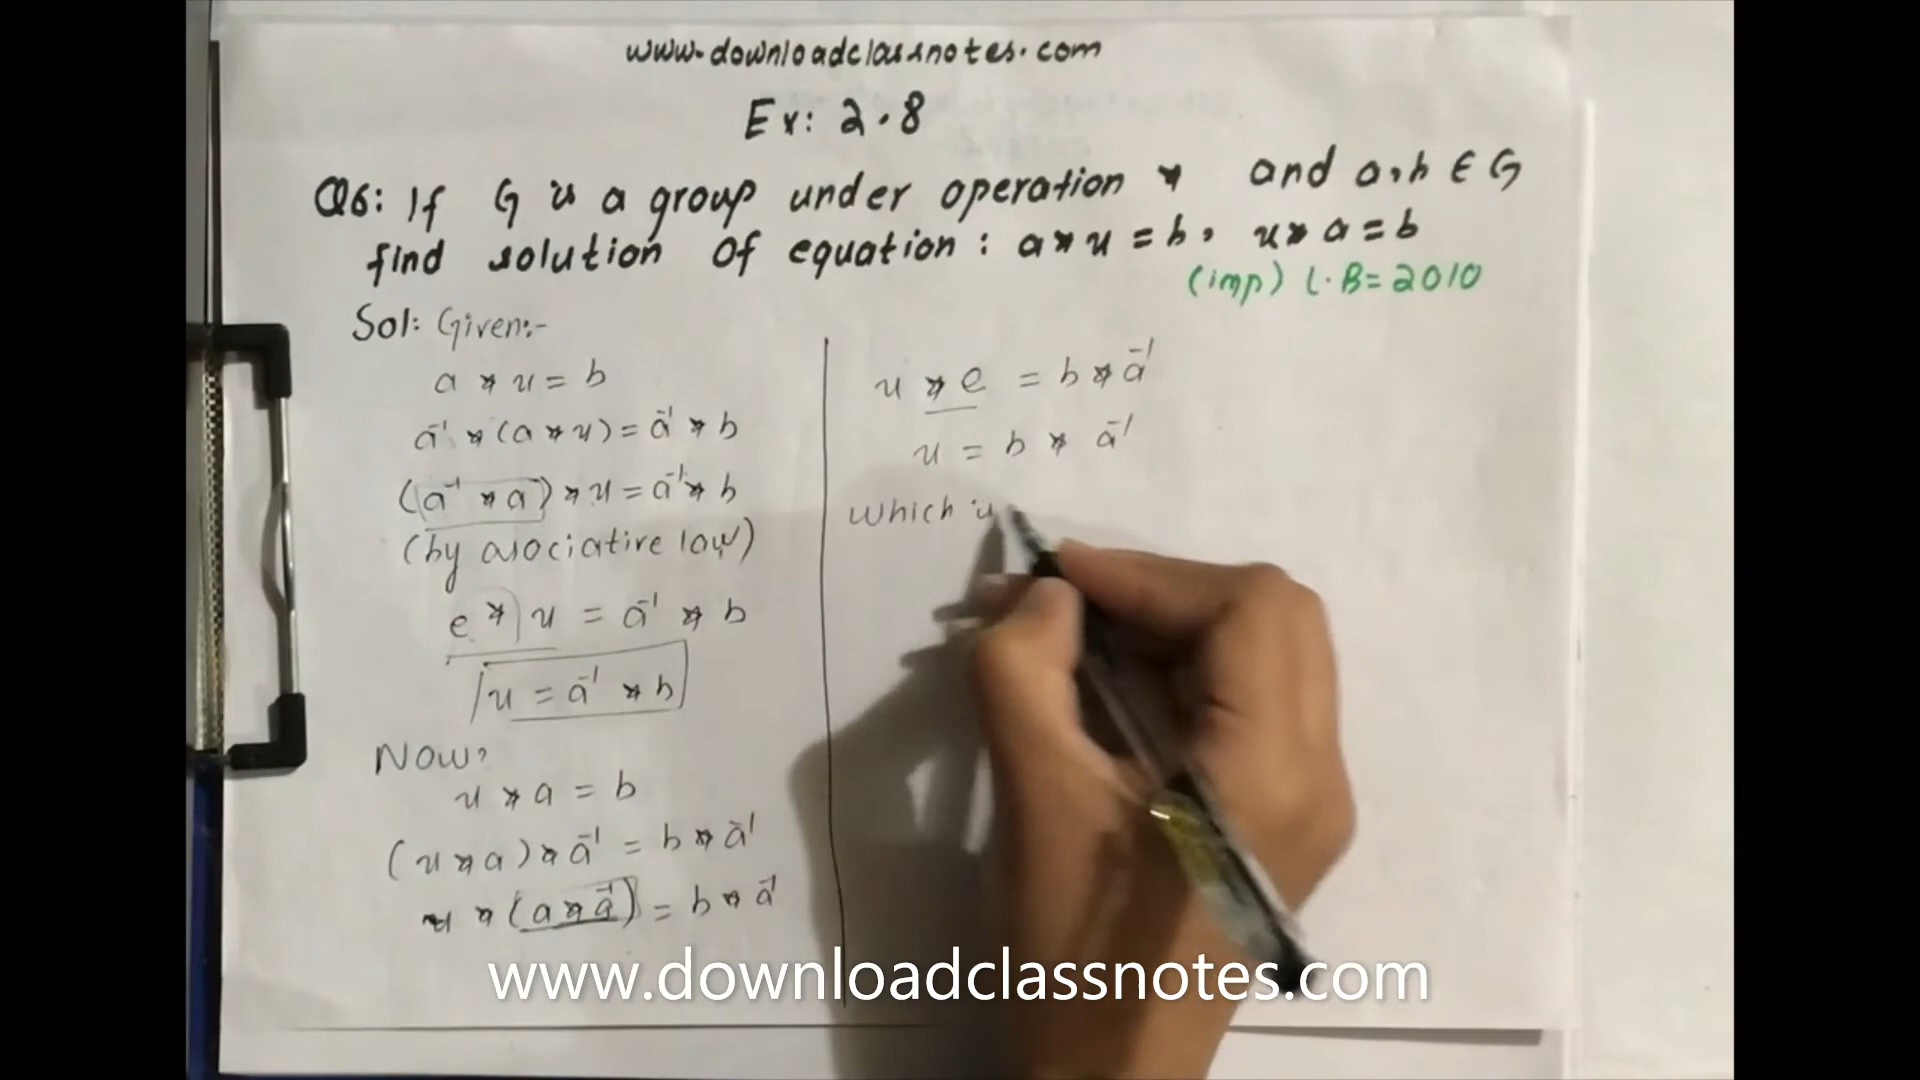 www.downloadclassnotes.com
Ex: 2.8
Q6: If G is a group under operation * and a,b ∈ G
find solution of equation: a * x = b, x * a = b
(imp) L.B=2010
Sol: Given:-
a * x = b
a⁻¹ * (a * x) = a⁻¹ * b
(a⁻¹ * a) * x = a⁻¹ * b
(by asociative law)
e * x = a⁻¹ * b
x = a⁻¹ * b
Now,
x * a = b
(x * a) * a⁻¹ = b * a⁻¹
x * (a * a⁻¹) = b * a⁻¹
x * e = b * a⁻¹
x = b * a⁻¹
Which is
www.downloadclassnotes.com